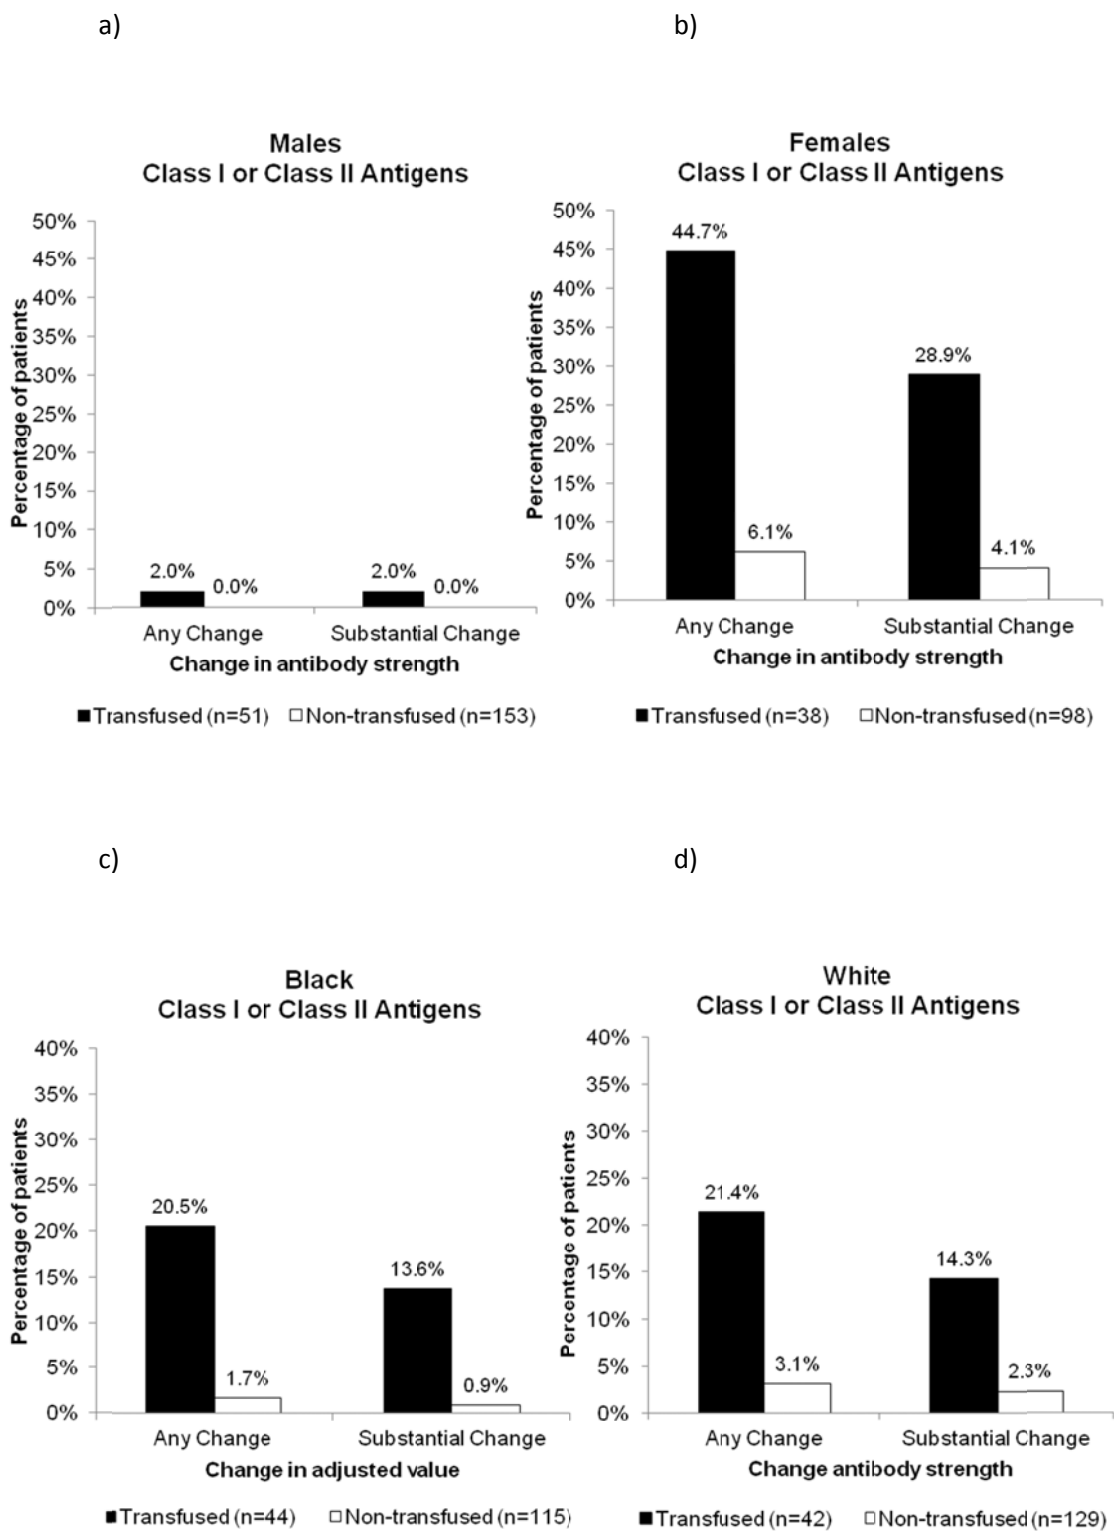 a)
Males
Class I or Class II Antigens
50%
45%
40%
35%
30%
25%
20%
15%
10%
5%
0%
Percentage of patients
2.0%
0.0%
2.0%
0.0%
Any Change
Substantial Change
Change in antibody strength
Transfused (n=51)
Non-transfused (n=153)
b)
Females
Class I or Class II Antigens
50%
45%
40%
35%
30%
25%
20%
15%
10%
5%
0%
Percentage of patients
44.7%
6.1%
28.9%
4.1%
Any Change
Substantial Change
Change in antibody strength
Transfused (n=38)
Non-transfused (n=98)
c)
Black
Class I or Class II Antigens
40%
35%
30%
25%
20%
15%
10%
5%
0%
Percentage of patients
20.5%
1.7%
13.6%
0.9%
Any Change
Substantial Change
Change in adjusted value
Transfused (n=44)
Non-transfused (n=115)
d)
White
Class I or Class II Antigens
40%
35%
30%
25%
20%
15%
10%
5%
0%
Percentage of patients
21.4%
3.1%
14.3%
2.3%
Any Change
Substantial Change
Change antibody strength
Transfused (n=42)
Non-transfused (n=129)